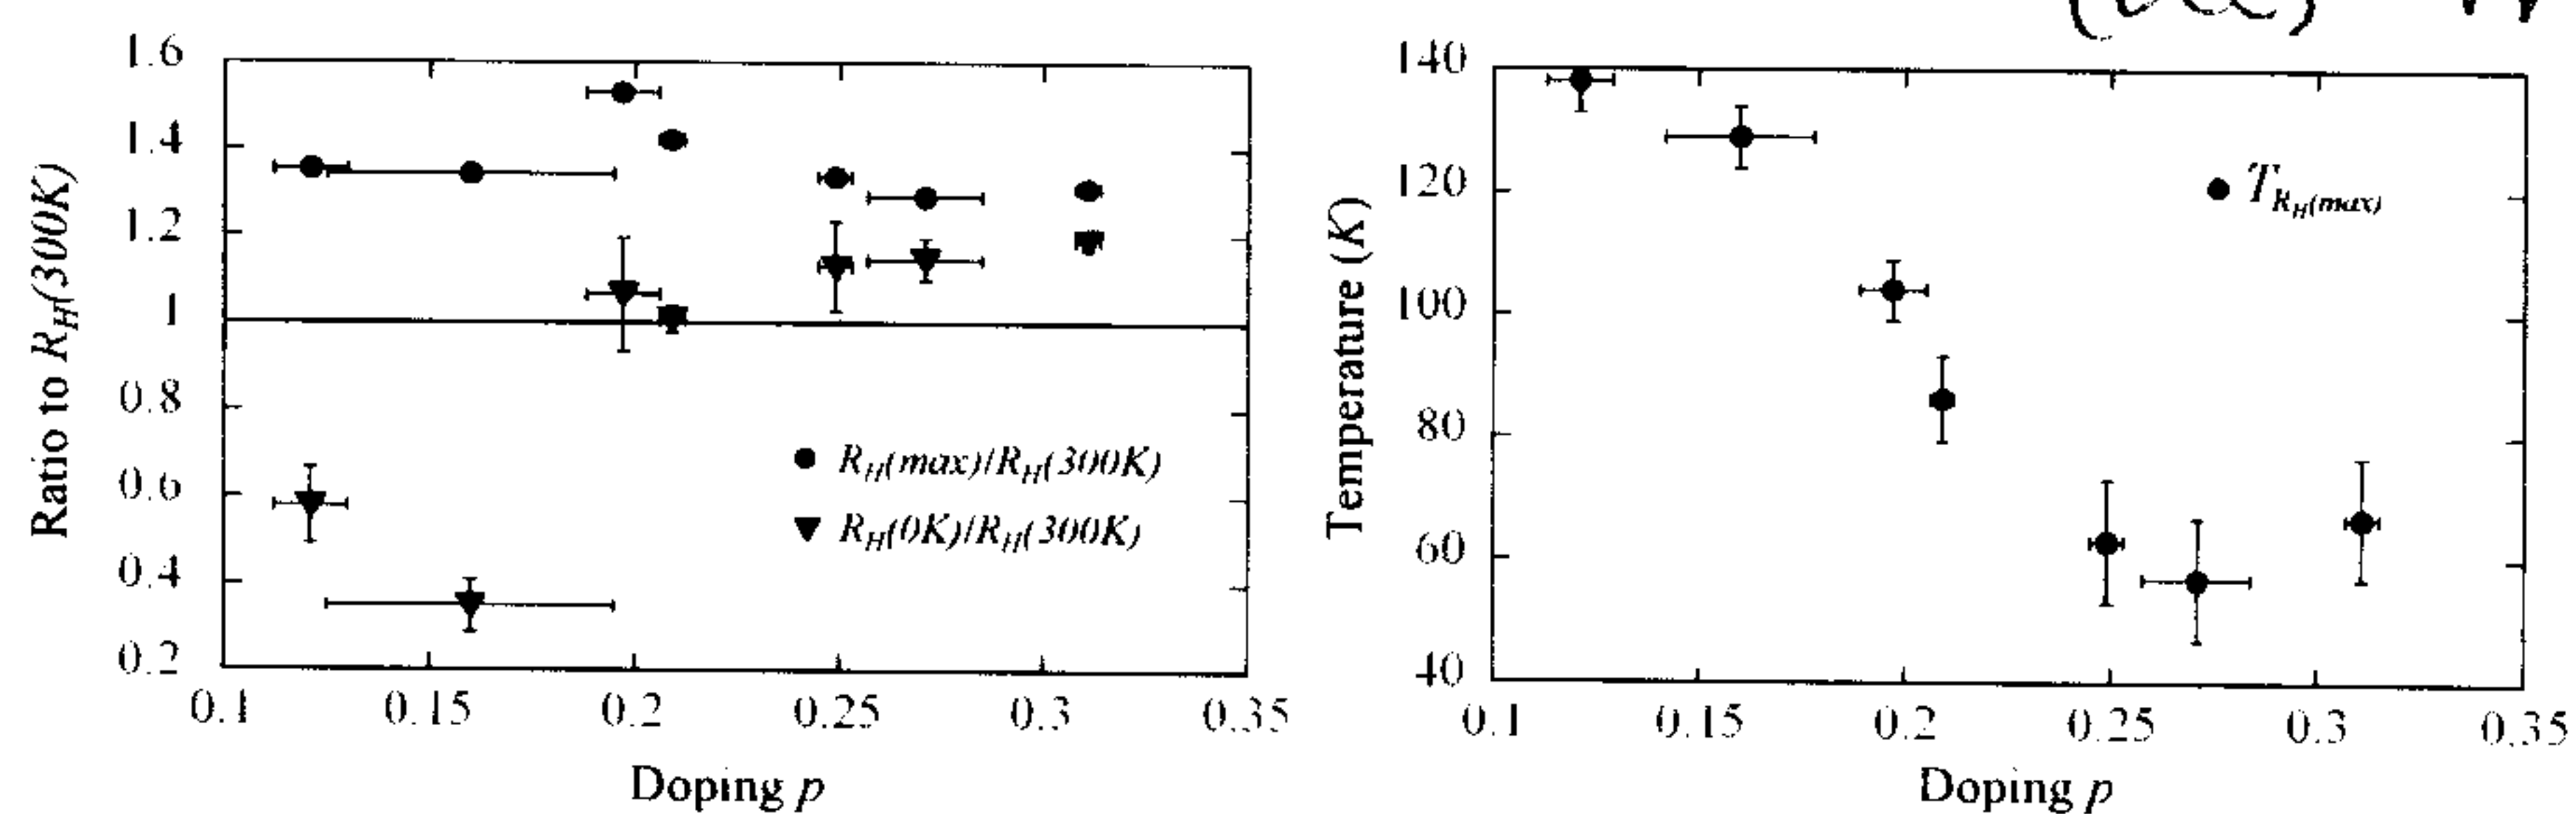 1.6
1.4
1.2
1
0.8
0.6
0.4
0.2
Ratio to R_H(300K)
R_H(max)/R_H(300K)
R_H(0K)/R_H(300K)
0.1 0.15 0.2 0.25 0.3 0.35
Doping p
140
120
100
80
60
40
Temperature (K)
T_{R_H(max)}
0.1 0.15 0.2 0.25 0.3 0.35
Doping p